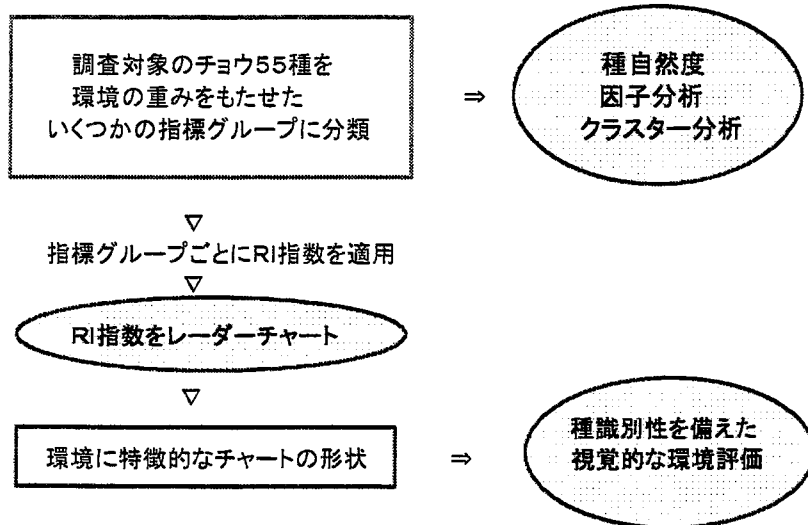 調査対象のチョウ55種を
環境の重みをもたせた
いくつかの指標グループに分類
⇒
種自然度
因子分析
クラスター分析
▽
指標グループごとにRI指数を適用
▽
RI指数をレーダーチャート
▽
環境に特徴的なチャートの形状
⇒
種識別性を備えた
視覚的な環境評価